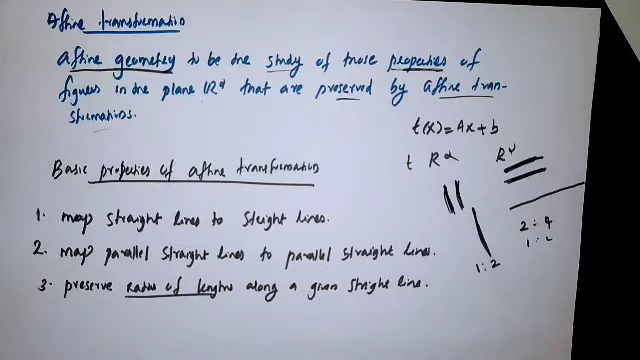 Affine transformation
Affine geometry to be the study of those properties of
figures in the plane R² that are preserved by affine tran-
sformations.
t(x) = Ax + b
t R² R²
Basic properties of affine transformation
1. map straight lines to straight lines.
2. map parallel straight lines to parallel straight lines.
3. preserve ratios of lengths along a given straight line.
2 : 4
1 : 2